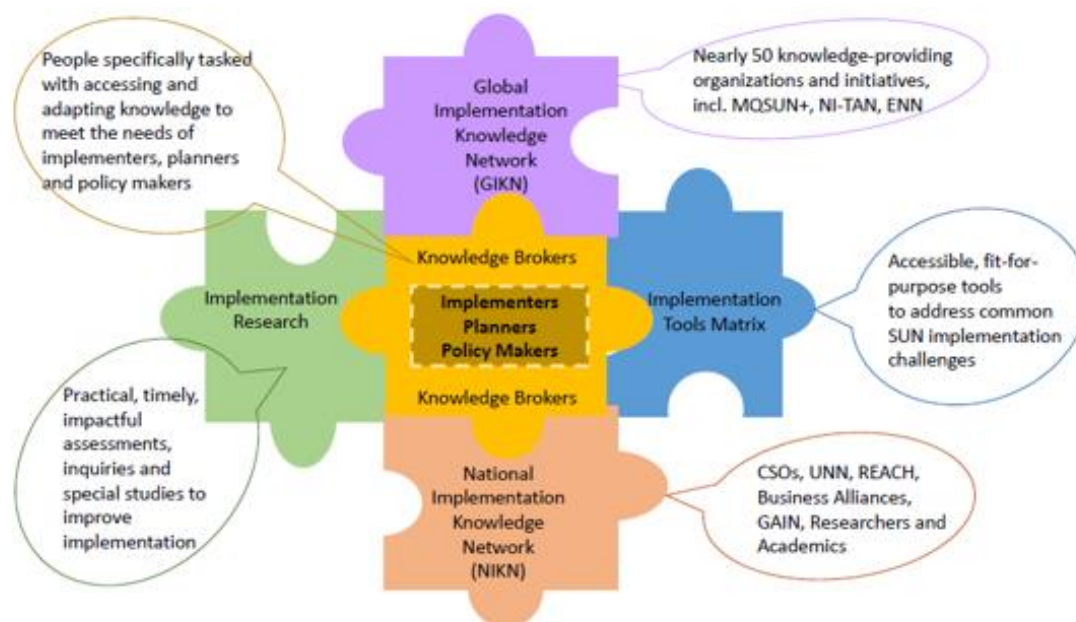 People specifically tasked
with accessing and
adapting knowledge to
meet the needs of
implementers, planners
and policy makers
Global
Implementation
Knowledge
Network
(GIKN)
Nearly 50 knowledge-providing
organizations and initiatives,
incl. MQSUN+, NI-TAN, ENN
Implementation
Research
Knowledge Brokers
Implementers
Planners
Policy Makers
Knowledge Brokers
Implementation
Tools Matrix
Accessible, fit-for-
purpose tools
to address common
SUN implementation
challenges
Practical, timely,
impactful
assessments,
inquiries and
special studies to
improve
implementation
National
Implementation
Knowledge
Network
(NIKN)
CSOs, UNN, REACH,
Business Alliances,
GAIN, Researchers and
Academics